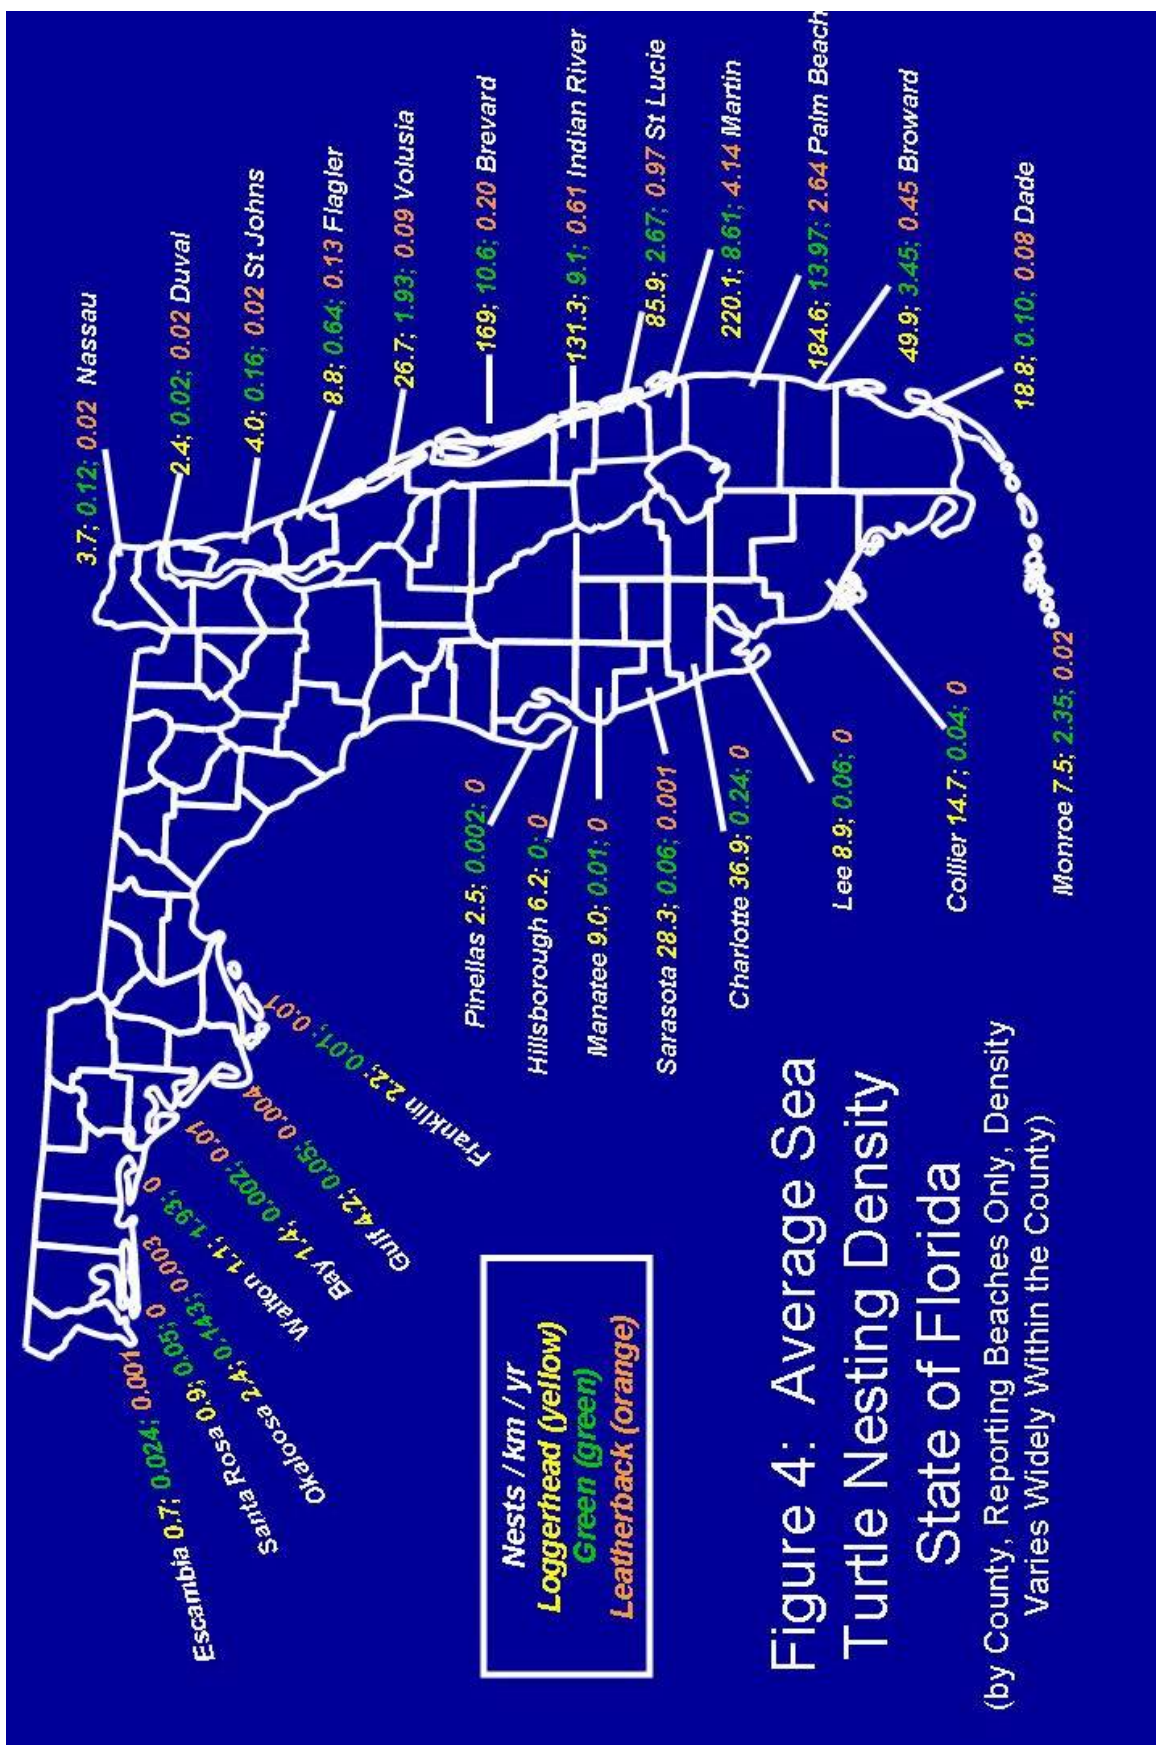 3.7; 0.12; 0.02 Nassau
2.4; 0.02; 0.02 Duval
4.0; 0.16; 0.02 St Johns
8.8; 0.64; 0.13 Flagler
26.7; 1.93; 0.09 Volusia
169; 10.6; 0.20 Brevard
131.3; 9.1; 0.61 Indian River
85.9; 2.67; 0.97 St Lucie
220.1; 8.61; 4.14 Martin
184.6; 13.97; 2.64 Palm Beach
49.9; 3.45; 0.45 Broward
18.8; 0.10; 0.08 Dade
Escambia 0.7; 0.024; 0.001
Santa Rosa 0.9; 0.05; 0
Okaloosa 2.4; 0.143; 0.003
Walton 1.1; 1.93; 0
Bay 1.4; 0.002; 0.01
Gulf 4.2; 0.05; 0.004
Franklin 2.2; 0.01; 0.01
Pinellas 2.5; 0.002; 0
Hillsborough 6.2; 0; 0
Manatee 9.0; 0.01; 0
Sarasota 28.3; 0.06; 0.001
Charlotte 36.9; 0.24; 0
Lee 8.9; 0.06; 0
Collier 14.7; 0.04; 0
Monroe 7.5; 2.35; 0.02
Nests / km / yr
Loggerhead (yellow)
Green (green)
Leatherback (orange)
Figure 4: Average Sea
Turtle Nesting Density
State of Florida
(by County, Reporting Beaches Only, Density
Varies Widely Within the County)